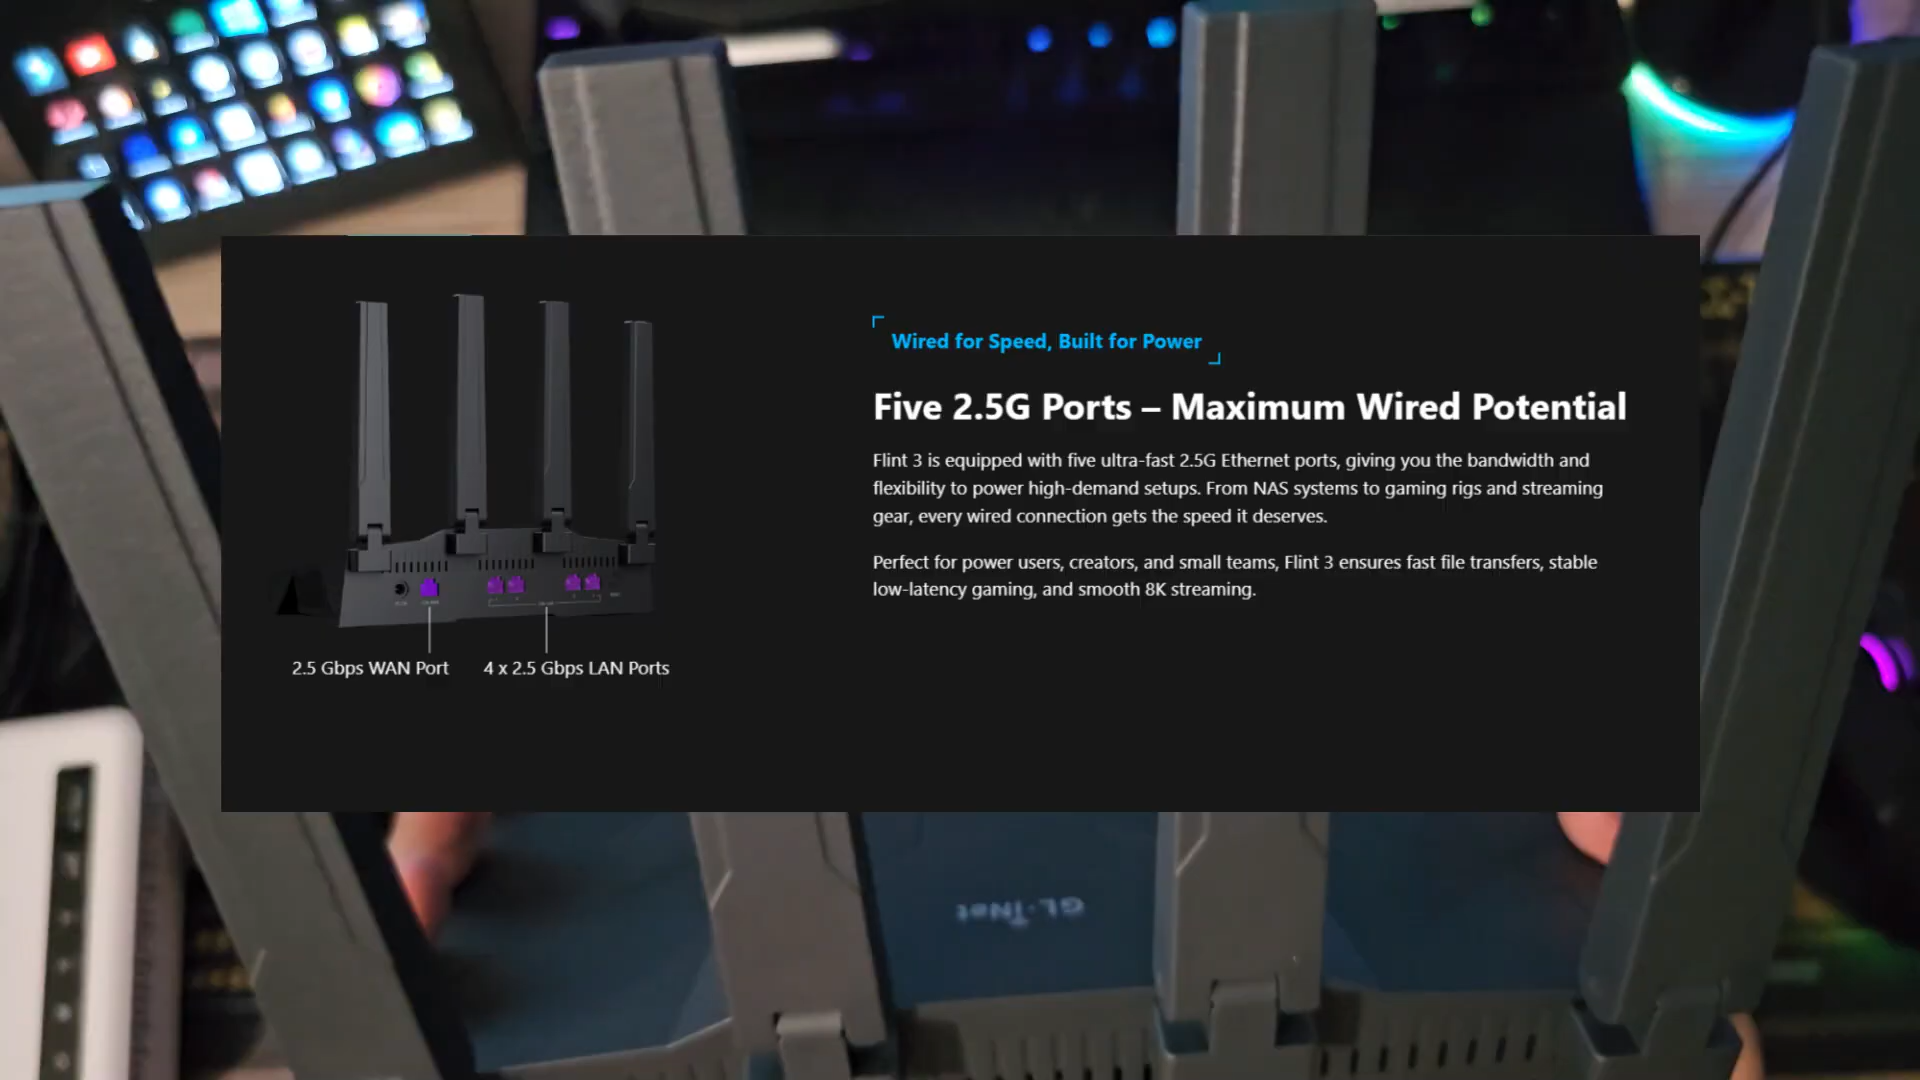 Wired for Speed, Built for Power
Five 2.5G Ports – Maximum Wired Potential
Flint 3 is equipped with five ultra-fast 2.5G Ethernet ports, giving you the bandwidth and
flexibility to power high-demand setups. From NAS systems to gaming rigs and streaming
gear, every wired connection gets the speed it deserves.
Perfect for power users, creators, and small teams, Flint 3 ensures fast file transfers, stable
low-latency gaming, and smooth 8K streaming.
2.5 Gbps WAN Port
4 x 2.5 Gbps LAN Ports
GL.iNet